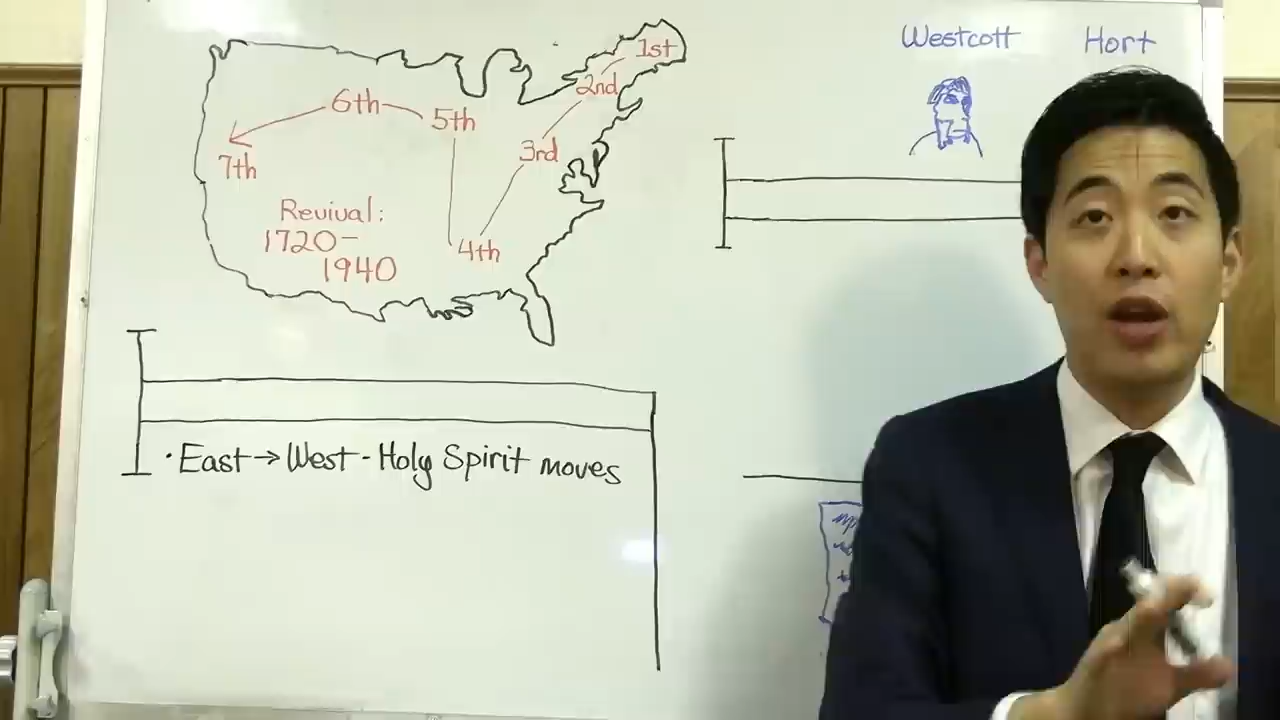 Westcott Hort
1st
2nd
6th
5th
3rd
7th
Revival:
1720-
1940
4th
• East → West - Holy Spirit moves